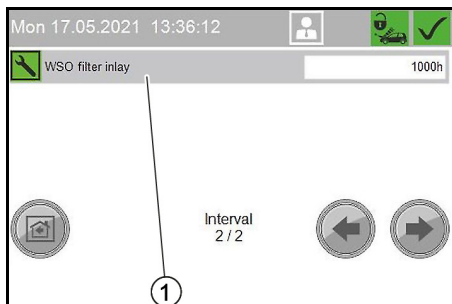 Mon 17.05.2021 13:36:12
WSO filter inlay 1000h
Interval
2 / 2
1